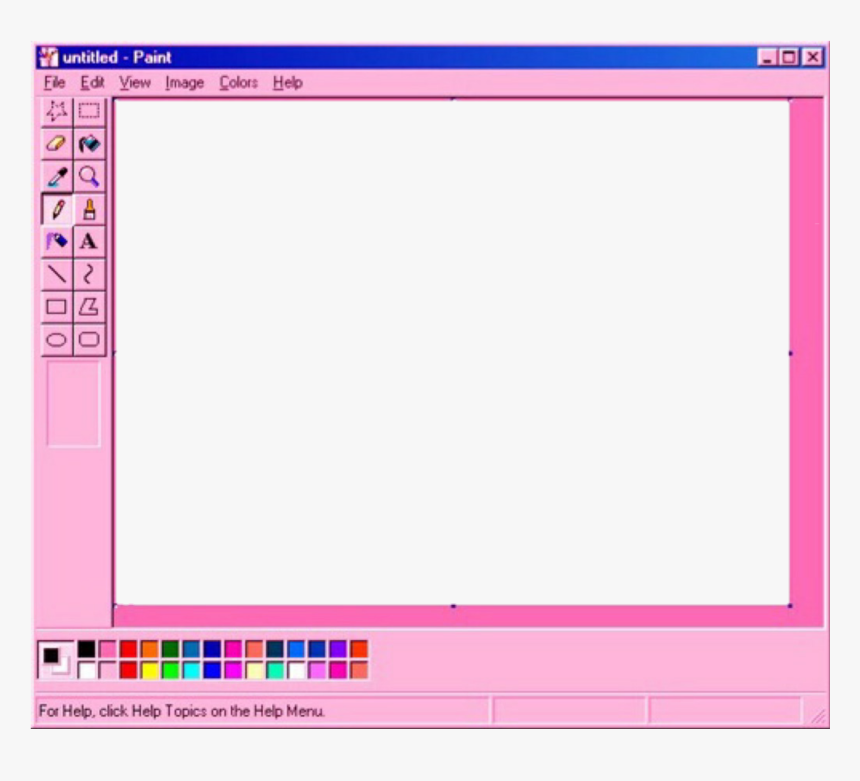 untitled - Paint
File Edit View Image Colors Help
A
For Help, click Help Topics on the Help Menu.